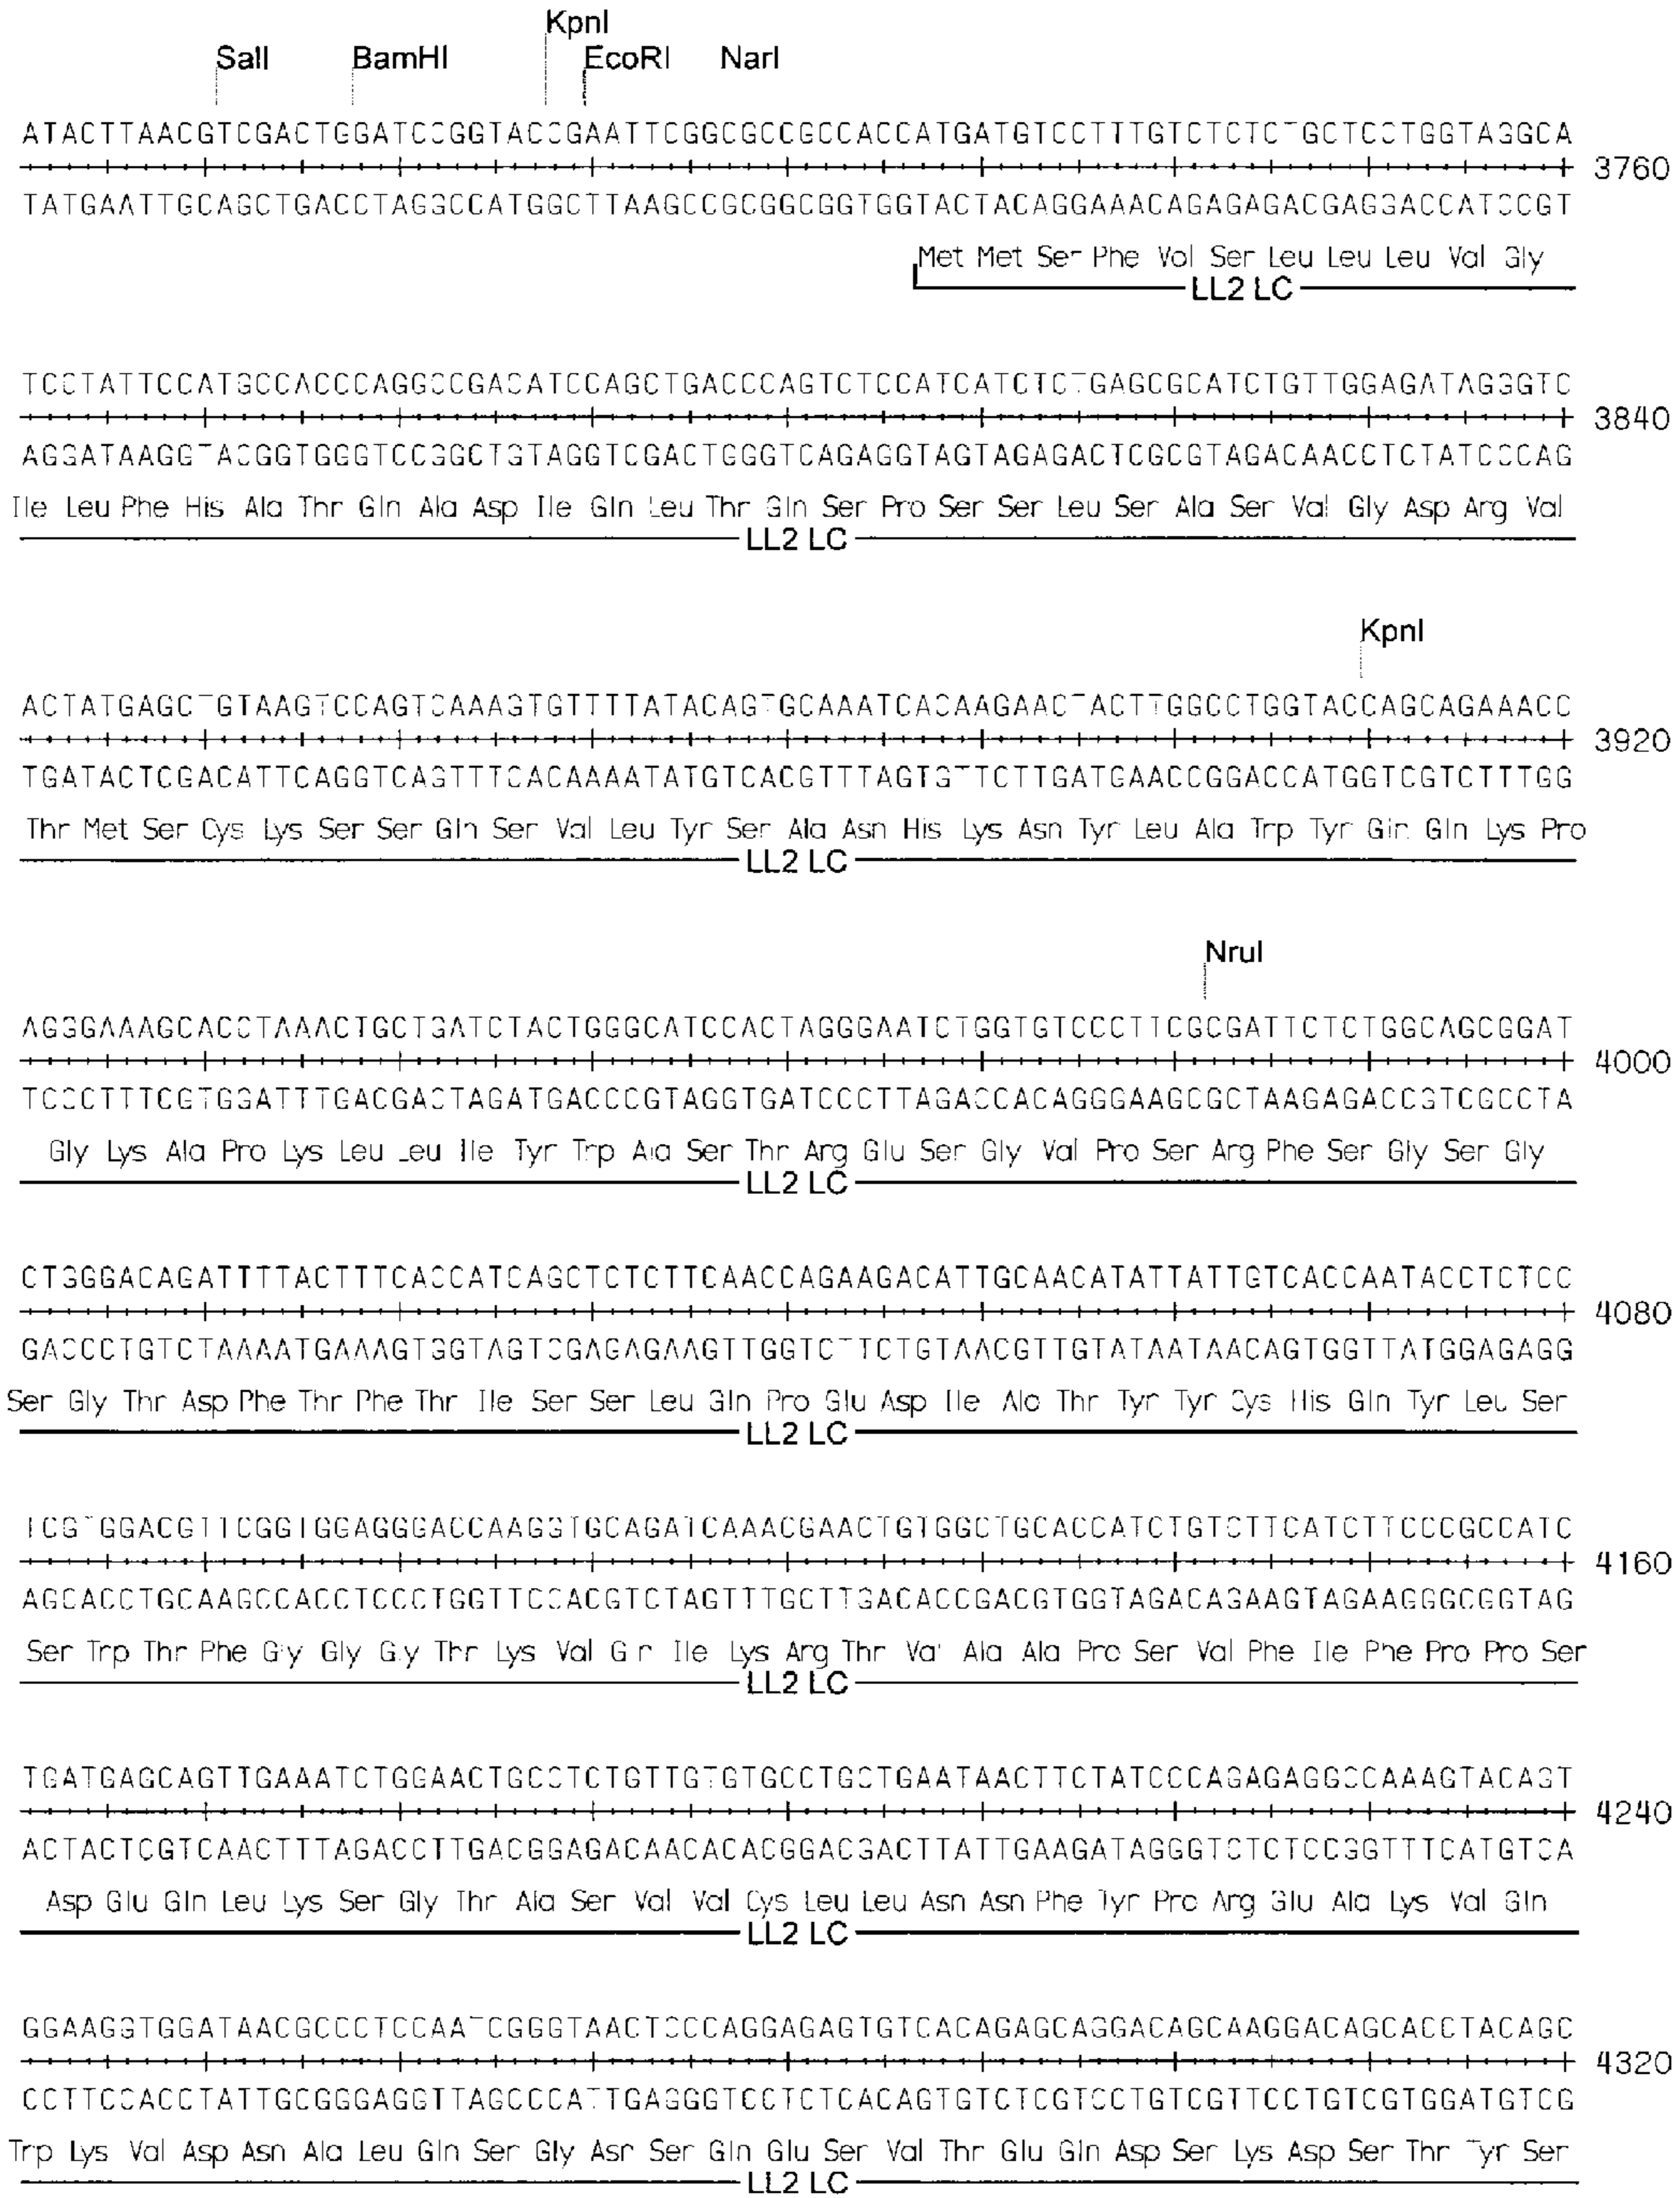 KpnI
SalI BamHI EcoRI NarI
ATACTTAACGTCGACTGGATCCGGTACCGAATTCGGCGCCGCCACCATGATGTCCTTTGTCTCTCTGCTCCTGGTAGGCA
3760
TATGAATTGCAGCTGACCTAGGCCATGGCTTAAGCCGCGGCGGTGGTACTACAGGAAACAGAGAGACGAGGACCATCCGT
Met Met Ser Phe Val Ser Leu Leu Leu Val Gly
LL2 LC
TCCTATTCCATGCCACCCAGGCCGACATCCAGCTGACCCAGTCTCCATCATCTCTGAGCGCATCTGTTGGAGATAGGGTC
3840
AGGATAAGGTACGGTGGGTCCGGCTGTAGGTCGACTGGGTCAGAGGTAGTAGAGACTCGCGTAGACAACCTCTATCCCAG
Ile Leu Phe His Ala Thr Gln Ala Asp Ile Gln Leu Thr Gln Ser Pro Ser Ser Leu Ser Ala Ser Val Gly Asp Arg Val
LL2 LC
KpnI
ACTATGAGCTGTAAGTCCAGTCAAAGTGTTTTATACAGTGCAAATCACAAGAACTACTTGGCCTGGTACCAGCAGAAACC
3920
TGATACTCGACATTCAGGTCAGTTTCACAAAATATGTCACGTTTAGTGTTCTTGATGAACCGGACCATGGTCGTCTTTGG
Thr Met Ser Cys Lys Ser Ser Gln Ser Val Leu Tyr Ser Ala Asn His Lys Asn Tyr Leu Ala Trp Tyr Gln Gln Lys Pro
LL2 LC
NruI
AGGGAAAGCACCTAAACTGCTGATCTACTGGGCATCCACTAGGGAATCTGGTGTCCCTTCGCGATTCTCTGGCAGCGGAT
4000
TCCCTTTCGTGGATTTGACGACTAGATGACCCGTAGGTGATCCCTTAGACCACAGGGAAGCGCTAAGAGACCGTCGCCTA
Gly Lys Ala Pro Lys Leu Leu Ile Tyr Trp Ala Ser Thr Arg Glu Ser Gly Val Pro Ser Arg Phe Ser Gly Ser Gly
LL2 LC
CTGGGACAGATTTTACTTTCACCATCAGCTCTCTTCAACCAGAAGACATTGCAACATATTATTGTCACCAATACCTCTCC
4080
GACCCTGTCTAAAATGAAAGTGGTAGTCGAGAGAAGTTGGTCTTCTGTAACGTTGTATAATAACAGTGGTTATGGAGAGG
Ser Gly Thr Asp Phe Thr Phe Thr Ile Ser Ser Leu Gln Pro Glu Asp Ile Ala Thr Tyr Tyr Cys His Gln Tyr Leu Ser
LL2 LC
TCGTGGACGTTCGGTGGAGGGACCAAGGTGCAGATCAAACGAACTGTGGCTGCACCATCTGTCTTCATCTTCCCGCCATC
4160
AGCACCTGCAAGCCACCTCCCTGGTTCCACGTCTAGTTTGCTTGACACCGACGTGGTAGACAGAAGTAGAAGGGCGGTAG
Ser Trp Thr Phe Gly Gly Gly Thr Lys Val Gln Ile Lys Arg Thr Val Ala Ala Pro Ser Val Phe Ile Phe Pro Pro Ser
LL2 LC
TGATGAGCAGTTGAAATCTGGAACTGCCTCTGTTGTGTGCCTGCTGAATAACTTCTATCCCAGAGAGGCCAAAGTACAGT
4240
ACTACTCGTCAACTTTAGACCTTGACGGAGACAACACACGGACGACTTATTGAAGATAGGGTCTCTCCGGTTTCATGTCA
Asp Glu Gln Leu Lys Ser Gly Thr Ala Ser Val Val Cys Leu Leu Asn Asn Phe Tyr Pro Arg Glu Ala Lys Val Gln
LL2 LC
GGAAGGTGGATAACGCCCTCCAATCGGGTAACTCCCAGGAGAGTGTCACAGAGCAGGACAGCAAGGACAGCACCTACAGC
4320
CCTTCCACCTATTGCGGGAGGTTAGCCCATTGAGGGTCCTCTCACAGTGTCTCGTCCTGTCGTTCCTGTCGTGGATGTCG
Trp Lys Val Asp Asn Ala Leu Gln Ser Gly Asn Ser Gln Glu Ser Val Thr Glu Gln Asp Ser Lys Asp Ser Thr Tyr Ser
LL2 LC